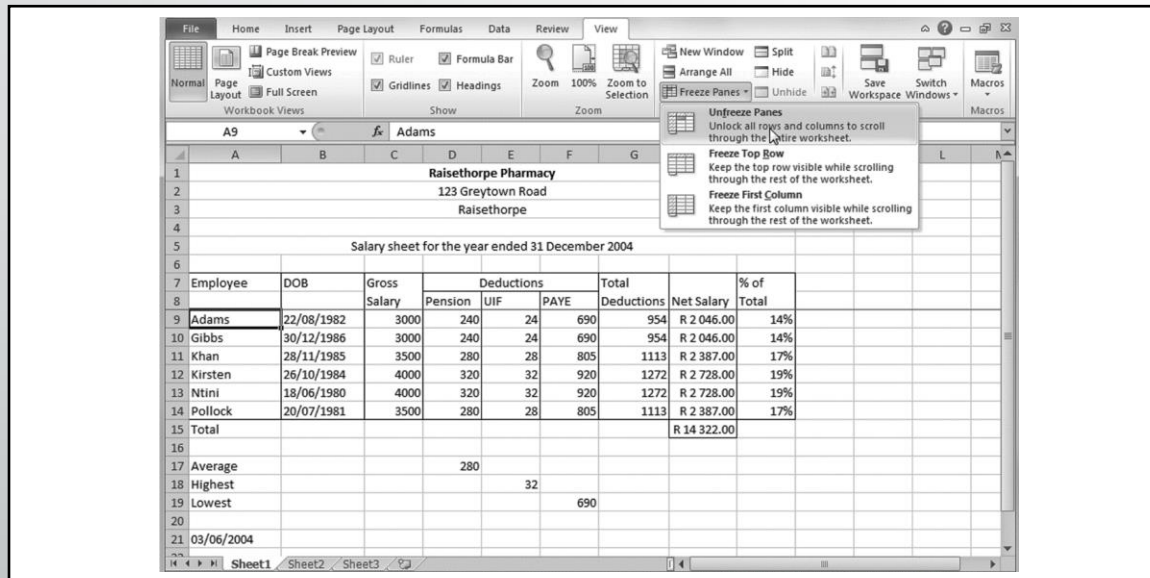 File Home Insert Page Layout Formulas Data Review View
Page Break Preview Ruler Formula Bar New Window Split
Custom Views Arrange All Hide
Normal Page Layout Full Screen Gridlines Headings Zoom 100% Zoom to Selection Freeze Panes Unhide Save Workspace Switch Windows Macros
Workbook Views Show Zoom Macros
Unfreeze Panes
Unlock all rows and columns to scroll
through the entire worksheet.
Freeze Top Row
Keep the top row visible while scrolling
through the rest of the worksheet.
Freeze First Column
Keep the first column visible while scrolling
through the rest of the worksheet.
A9 fx Adams
A B C D E F G L
1 Raisethorpe Pharmacy
2 123 Greytown Road
3 Raisethorpe
4
5 Salary sheet for the year ended 31 December 2004
6
7 Employee DOB Gross Deductions Total % of
8 Salary Pension UIF PAYE Deductions Net Salary Total
9 Adams 22/08/1982 3000 240 24 690 954 R 2 046.00 14%
10 Gibbs 30/12/1986 3000 240 24 690 954 R 2 046.00 14%
11 Khan 28/11/1985 3500 280 28 805 1113 R 2 387.00 17%
12 Kirsten 26/10/1984 4000 320 32 920 1272 R 2 728.00 19%
13 Ntini 18/06/1980 4000 320 32 920 1272 R 2 728.00 19%
14 Pollock 20/07/1981 3500 280 28 805 1113 R 2 387.00 17%
15 Total R 14 322.00
16
17 Average 280
18 Highest 32
19 Lowest 690
20
21 03/06/2004
Sheet1 Sheet2 Sheet3